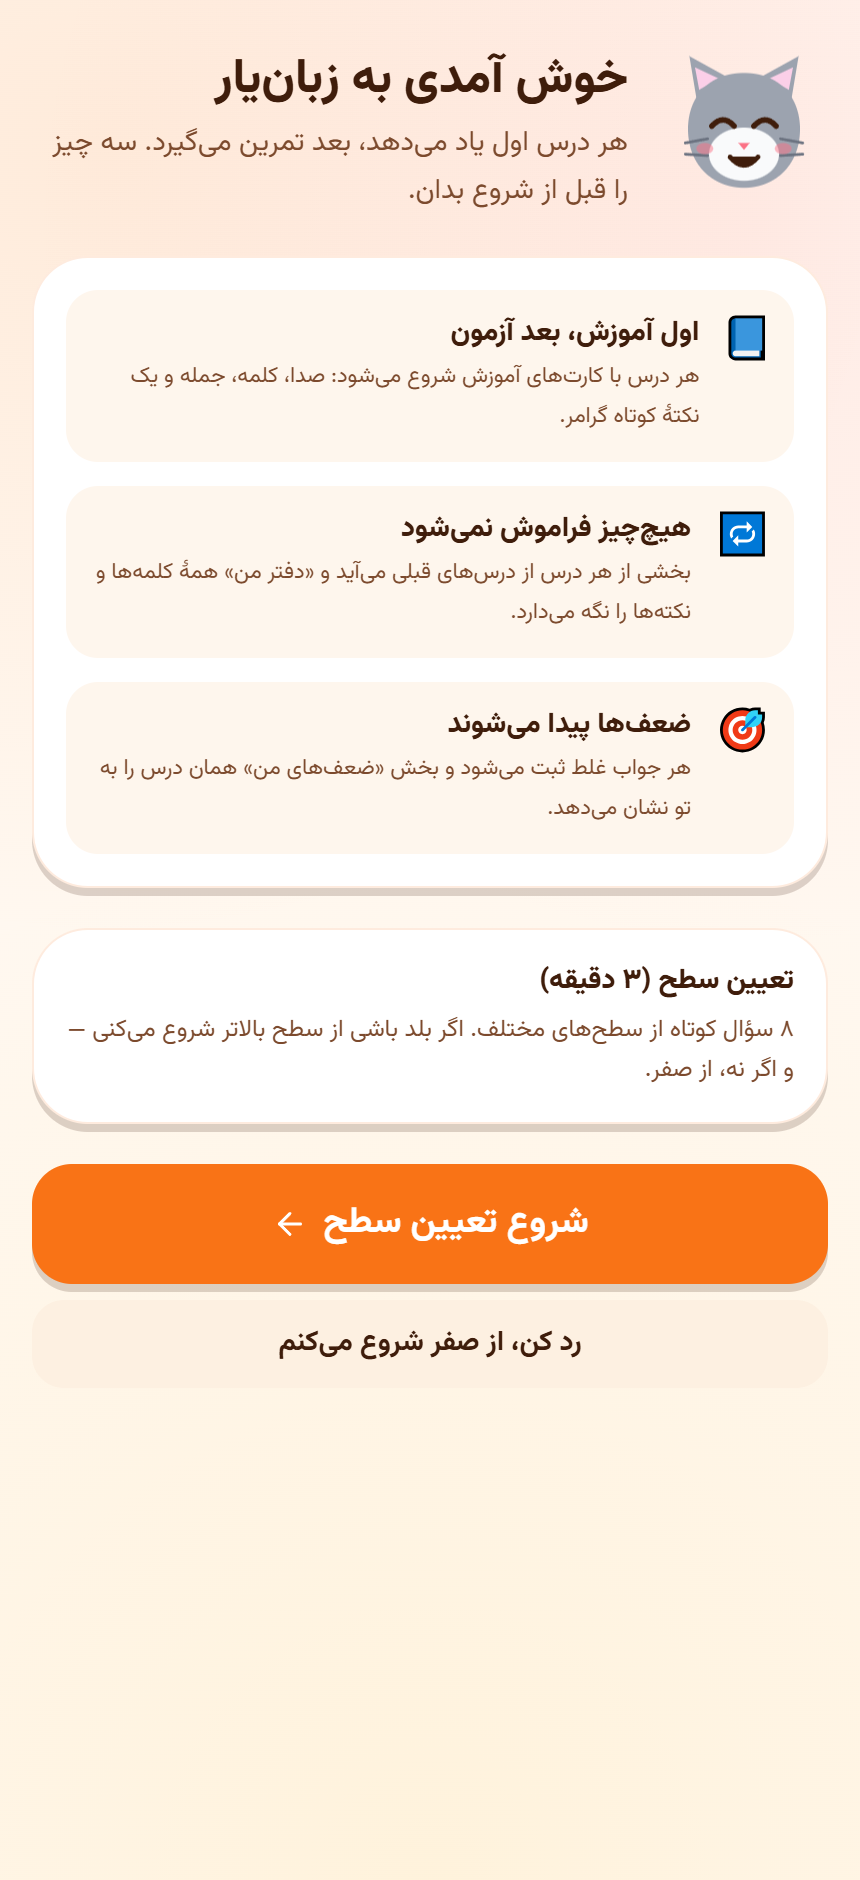 خوش آمدی به زبان‌یار
هر درس اول یاد می‌دهد، بعد تمرین می‌گیرد. سه چیز
را قبل از شروع بدان.
اول آموزش، بعد آزمون
هر درس با کارت‌های آموزش شروع می‌شود: صدا، کلمه، جمله و یک
نکتهٔ کوتاه گرامر.
هیچ‌چیز فراموش نمی‌شود
بخشی از هر درس از درس‌های قبلی می‌آید و «دفتر من» همهٔ کلمه‌ها و
نکته‌ها را نگه می‌دارد.
ضعف‌ها پیدا می‌شوند
هر جواب غلط ثبت می‌شود و بخش «ضعف‌های من» همان درس را به
تو نشان می‌دهد.
تعیین سطح (۳ دقیقه)
۸ سؤال کوتاه از سطح‌های مختلف. اگر بلد باشی از سطح بالاتر شروع می‌کنی —
و اگر نه، از صفر.
شروع تعیین سطح ←
رد کن، از صفر شروع می‌کنم